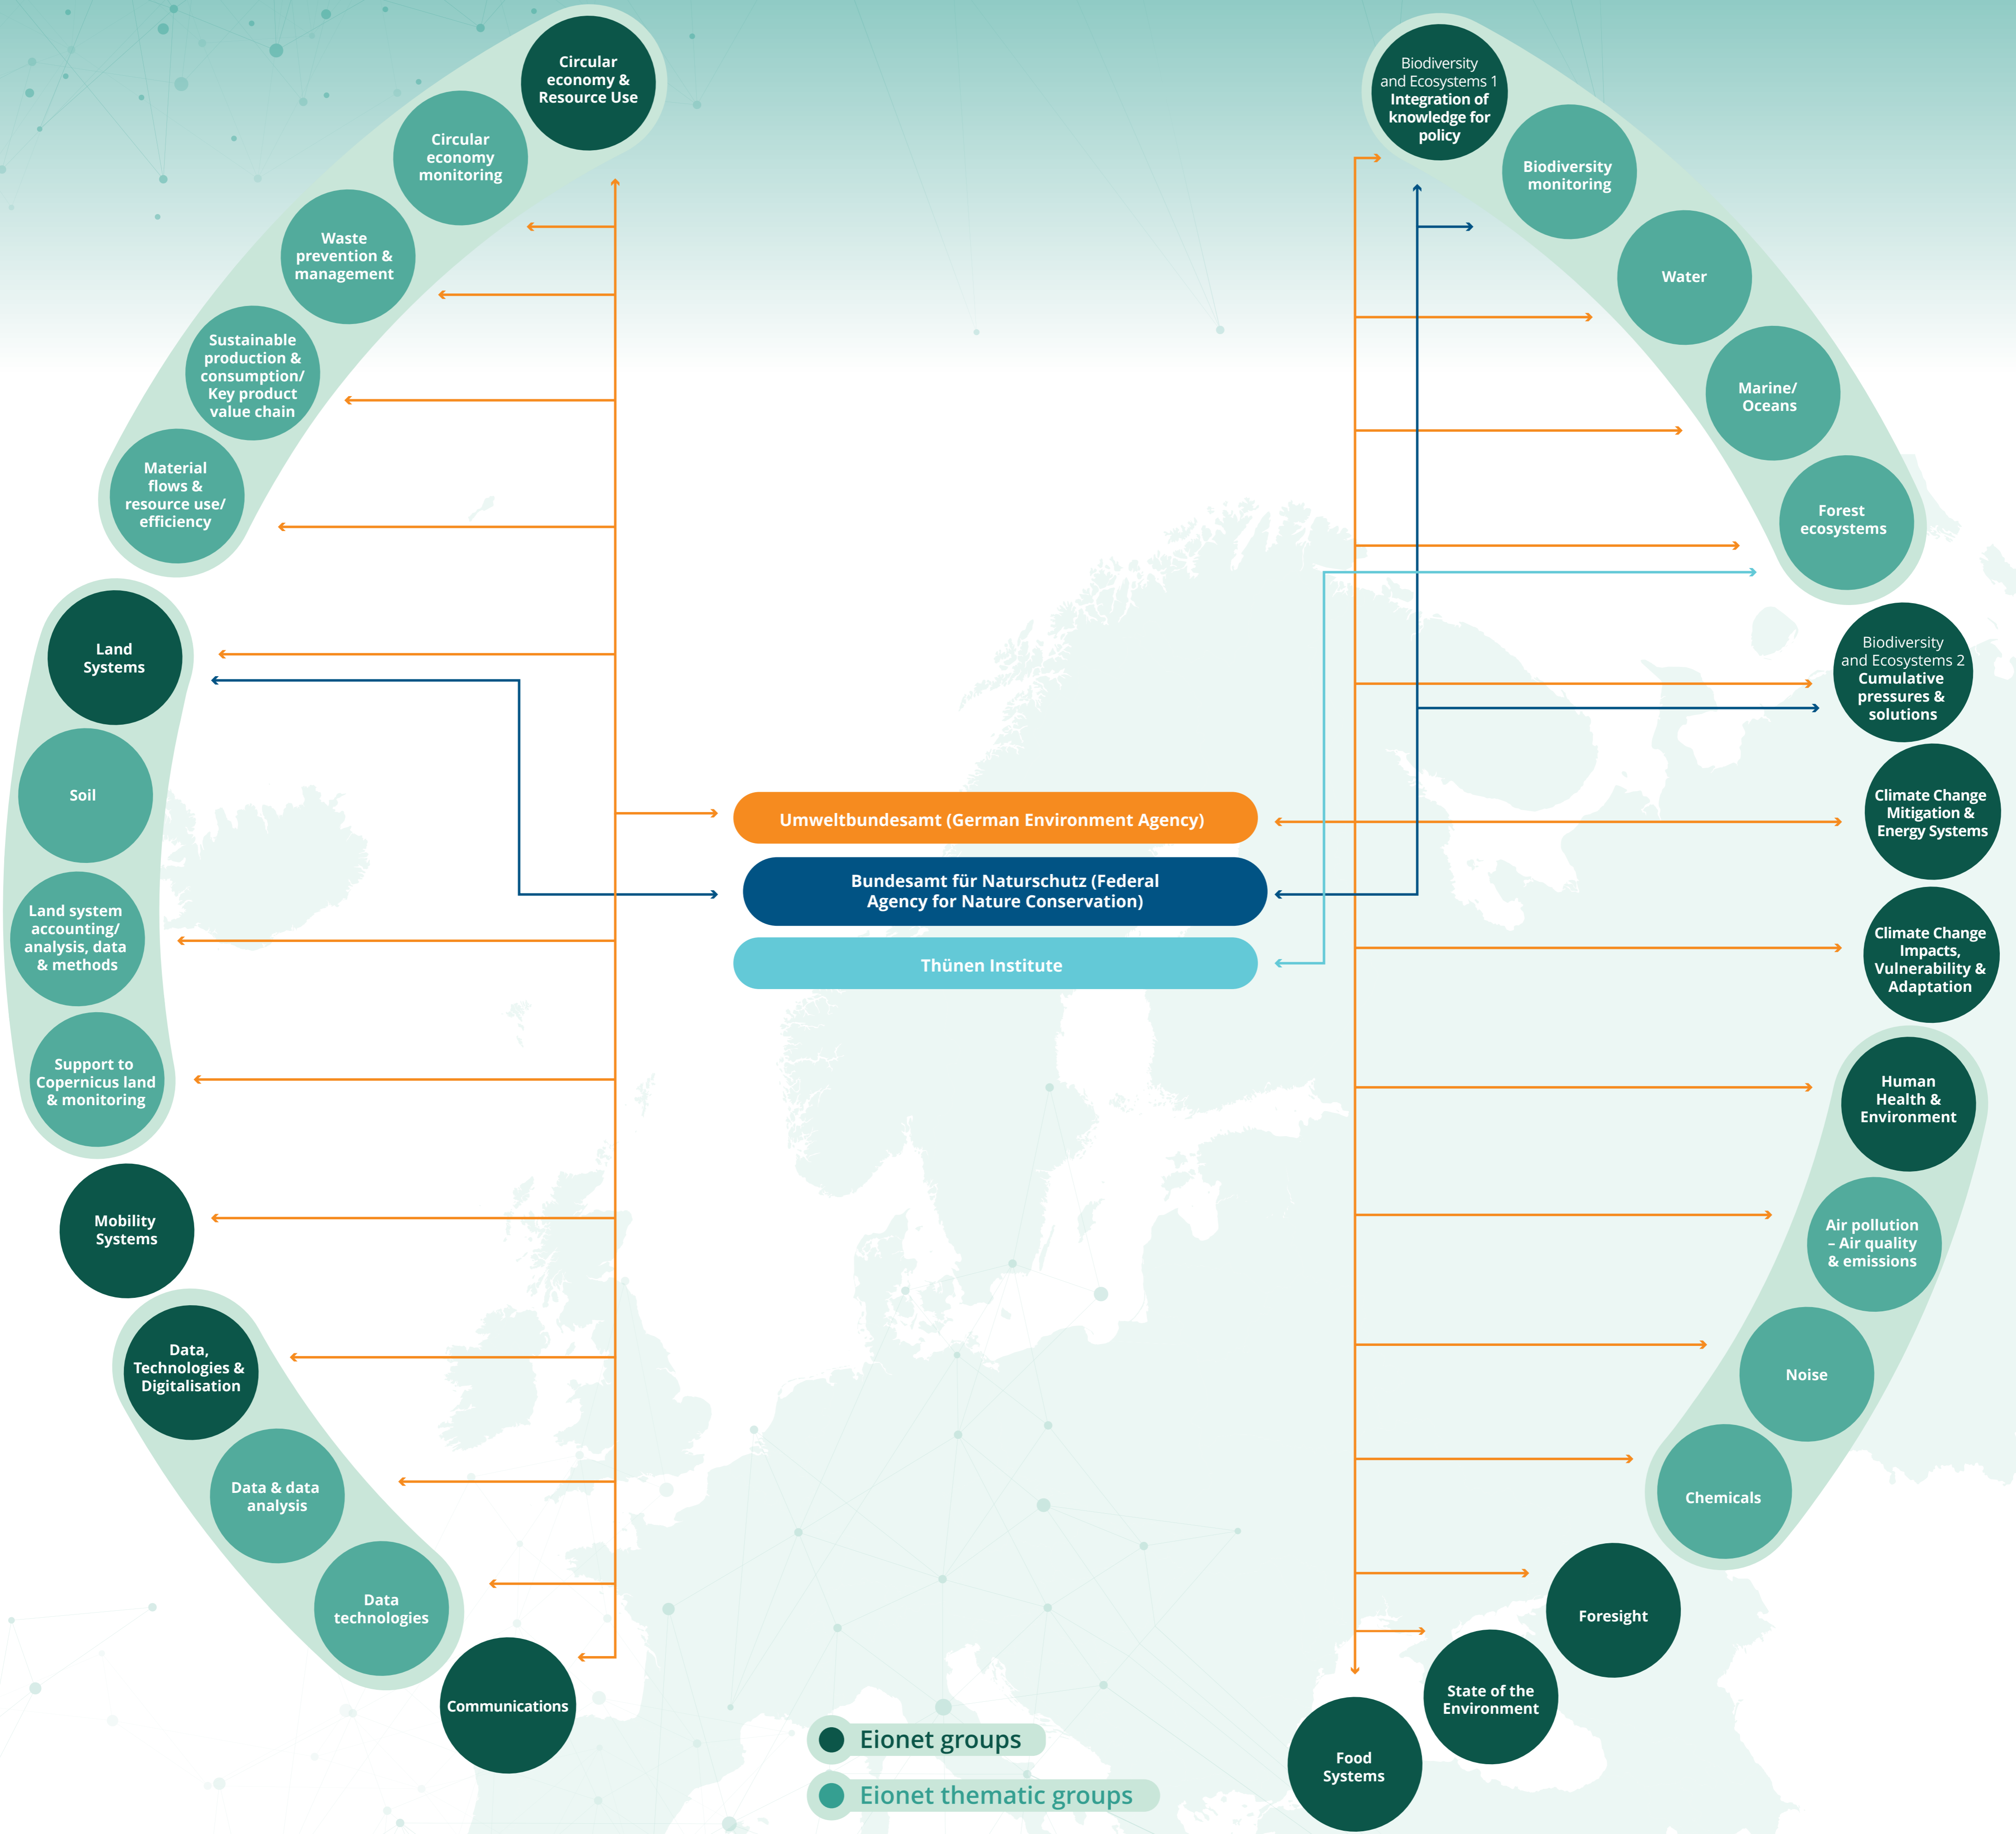 Circular
economy &
Resource Use
Circular
economy
monitoring
Waste
prevention &
management
Sustainable
production &
consumption/
Key product
value chain
Material
flows &
resource use/
efficiency
Land
Systems
Soil
Land system
accounting/
analysis, data
& methods
Support to
Copernicus land
& monitoring
Mobility
Systems
Data,
Technologies &
Digitalisation
Data & data
analysis
Data
technologies
Communications
Umweltbundesamt (German Environment Agency)
Bundesamt für Naturschutz (Federal
Agency for Nature Conservation)
Thünen Institute
Biodiversity
and Ecosystems 1
Integration of
knowledge for
policy
Biodiversity
monitoring
Water
Marine/
Oceans
Forest
ecosystems
Biodiversity
and Ecosystems 2
Cumulative
pressures &
solutions
Climate Change
Mitigation &
Energy Systems
Climate Change
Impacts,
Vulnerability &
Adaptation
Human
Health &
Environment
Air pollution
– Air quality
& emissions
Noise
Chemicals
Foresight
State of the
Environment
Food
Systems
Eionet groups
Eionet thematic groups